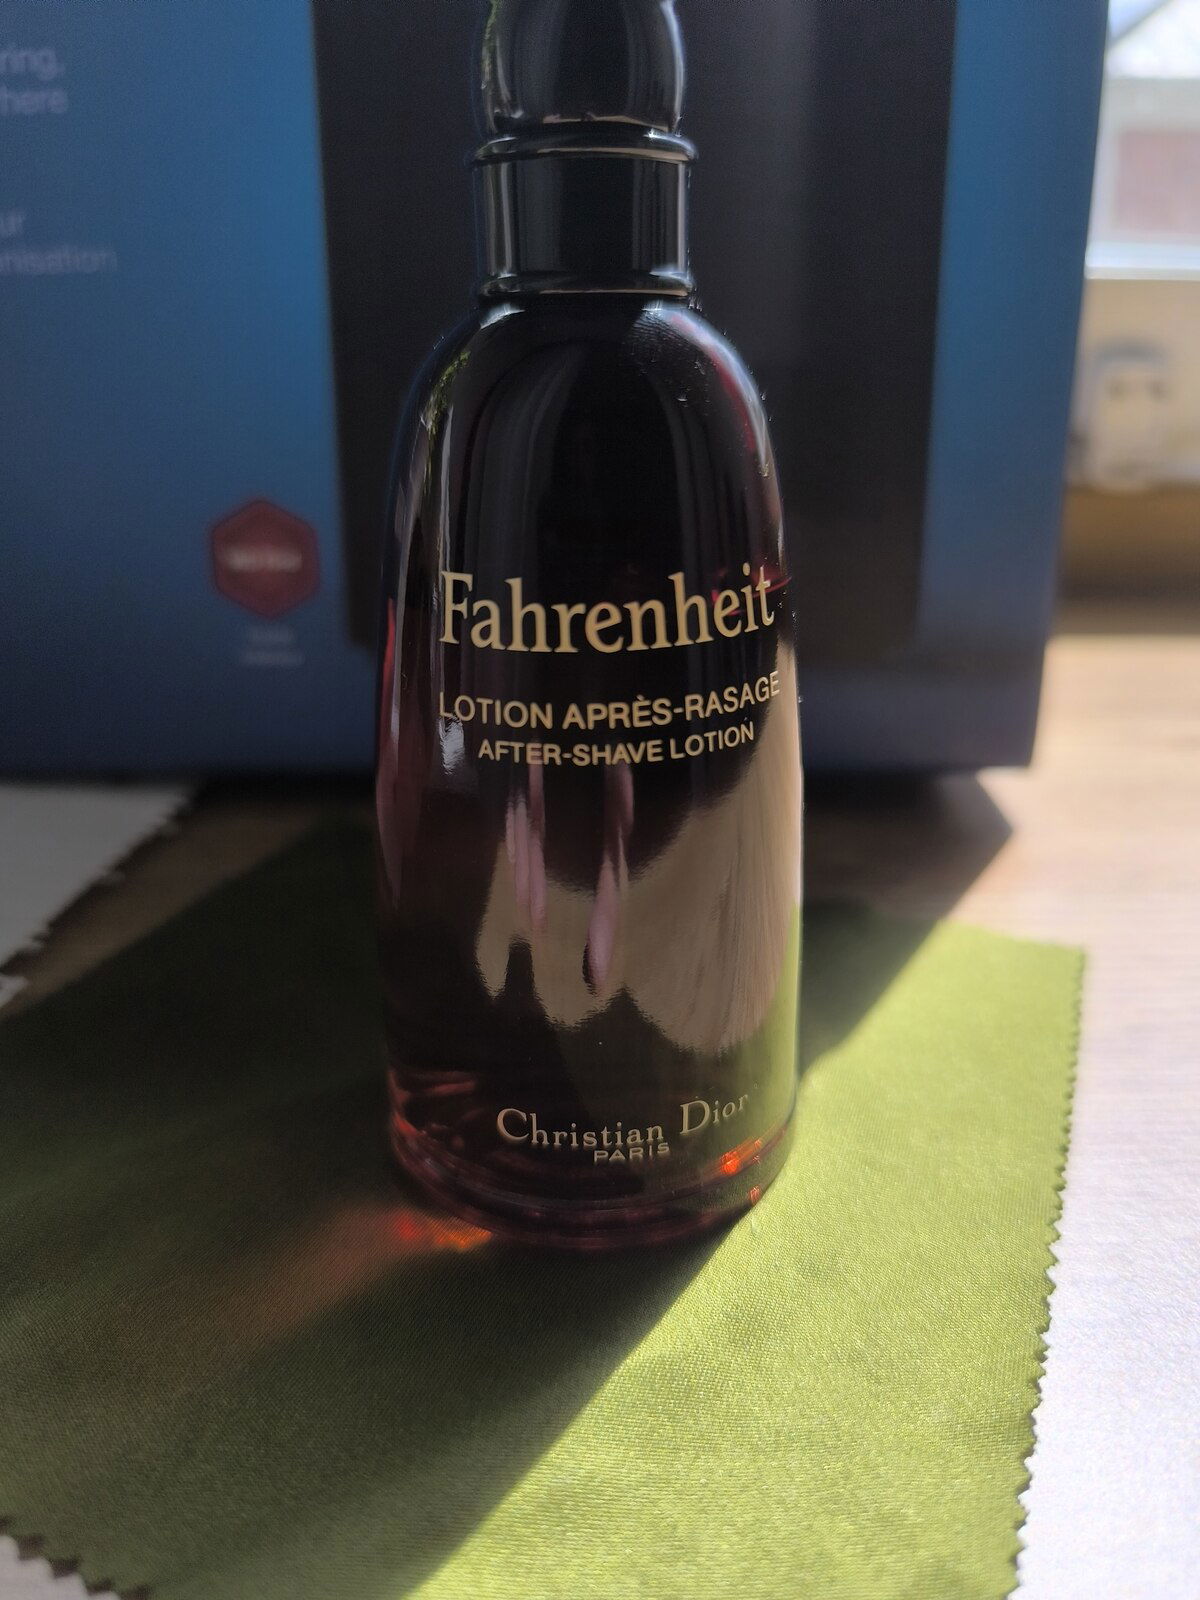 Fahrenheit
LOTION APRÈS-RASAGE
AFTER-SHAVE LOTION
Christian Dior
PARIS